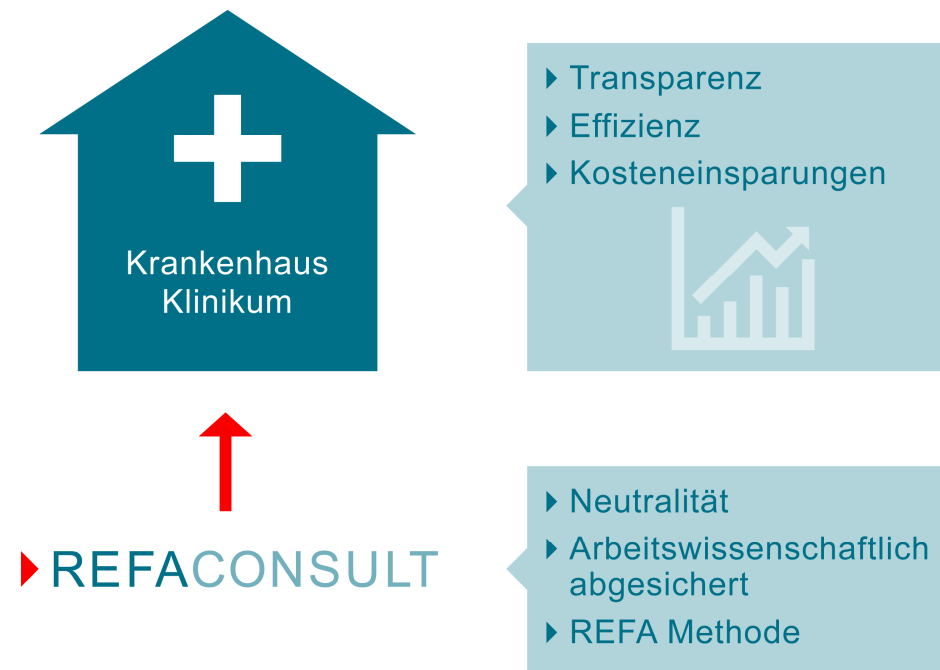 Krankenhaus
Klinikum
Transparenz
Effizienz
Kosteneinsparungen
REFACONSULT
Neutralität
Arbeitswissenschaftlich
abgesichert
REFA Methode